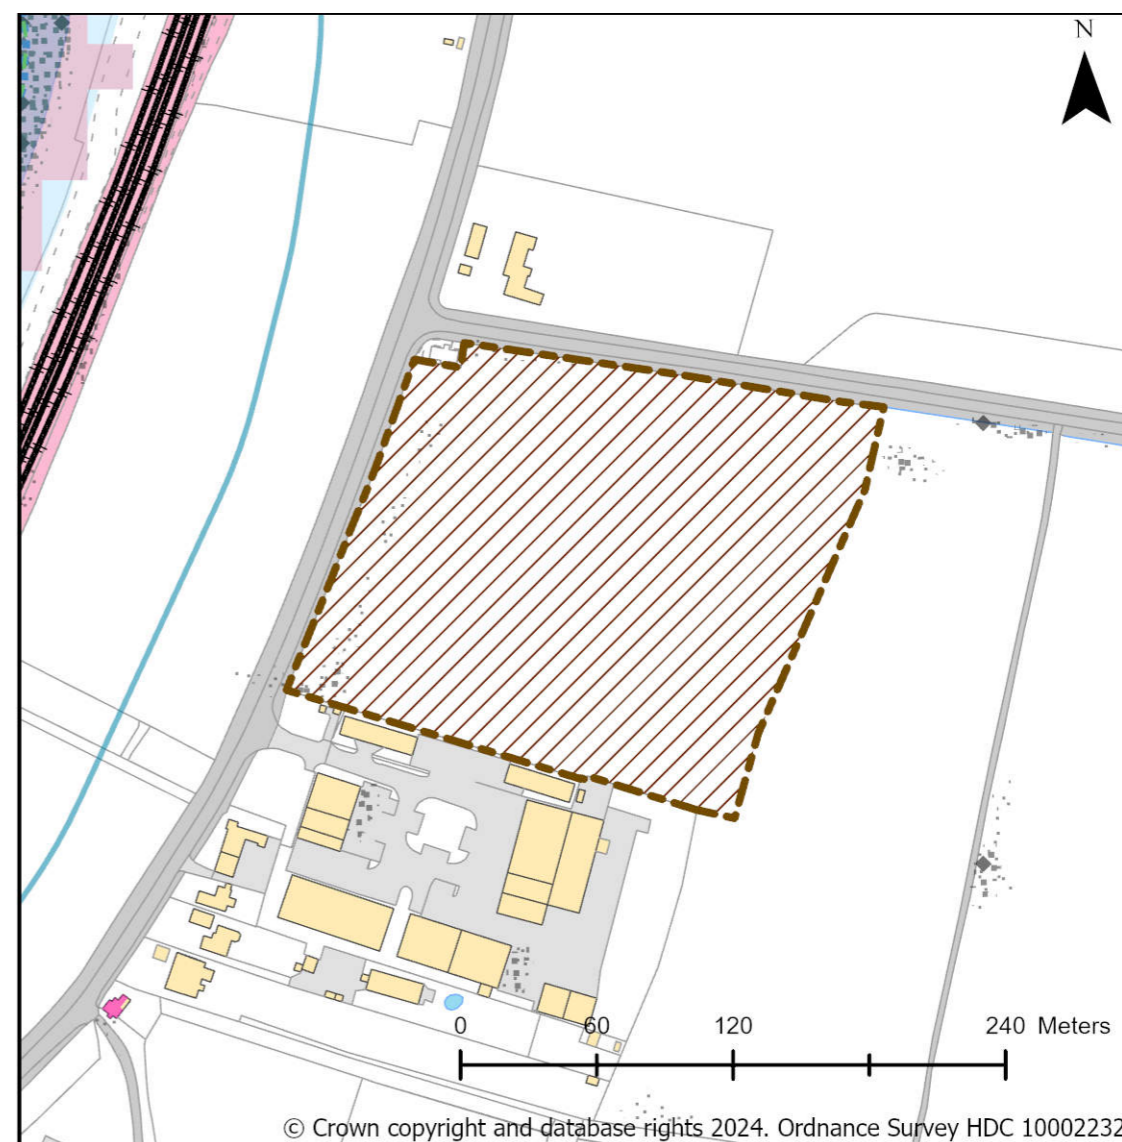 N
0 60 120 240 Meters
© Crown copyright and database rights 2024. Ordnance Survey HDC 10002232